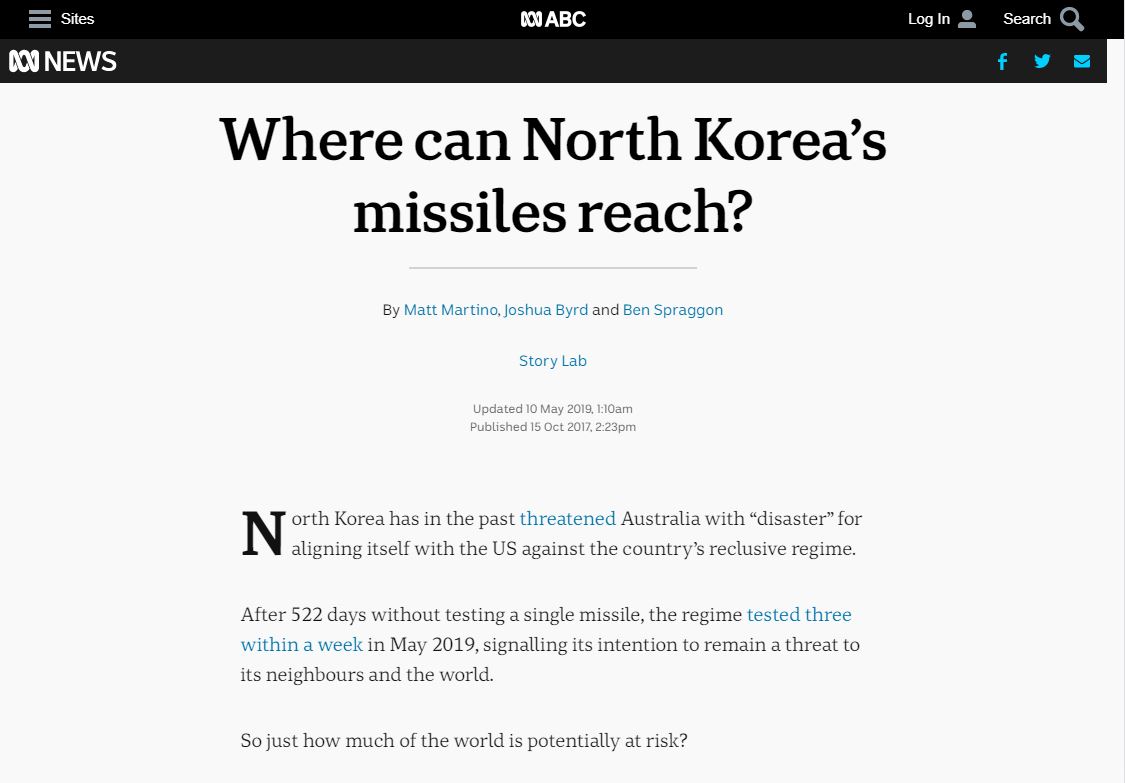 Sites
ABC
Log In
Search
NEWS
Where can North Korea’s
missiles reach?
By Matt Martino, Joshua Byrd and Ben Spraggon
Story Lab
Updated 10 May 2019, 1:10am
Published 15 Oct 2017, 2:23pm
North Korea has in the past threatened Australia with “disaster” for
aligning itself with the US against the country’s reclusive regime.
After 522 days without testing a single missile, the regime tested three
within a week in May 2019, signalling its intention to remain a threat to
its neighbours and the world.
So just how much of the world is potentially at risk?